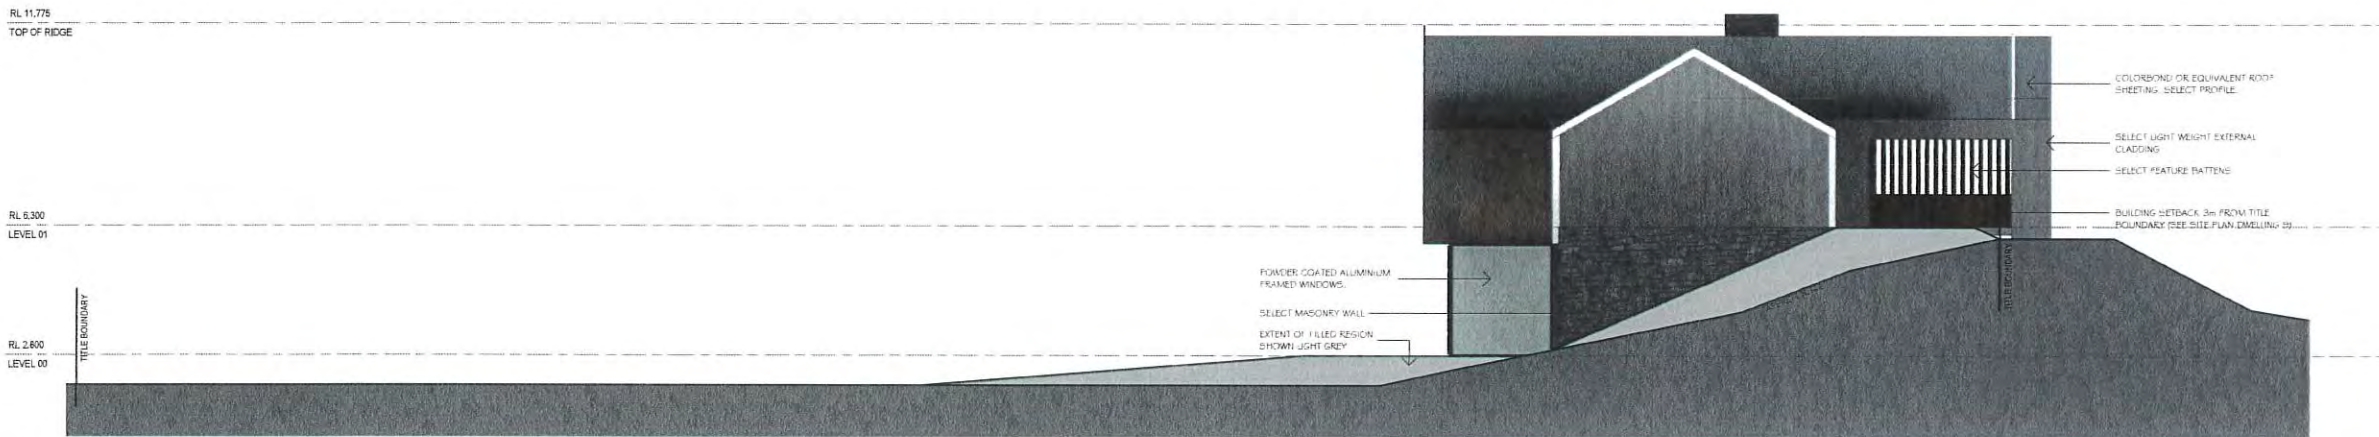 RL 11,775
TOP OF RIDGE
COLORBOND OR EQUIVALENT ROOF
SHEETING. SELECT PROFILE.
SELECT LIGHT WEIGHT EXTERNAL
CLADDING
SELECT FEATURE BATTENS
RL 6,300
LEVEL 01
BUILDING SETBACK 3m FROM TITLE
BOUNDARY (SEE SITE PLAN DWELLING
POWDER COATED ALUMINIUM
FRAMED WINDOWS.
SELECT MASONRY WALL
EXTENT OF FILLED REGION
SHOWN LIGHT GREY
TITLE BOUNDARY
TITLE BOUNDARY
RL 2,800
LEVEL 00